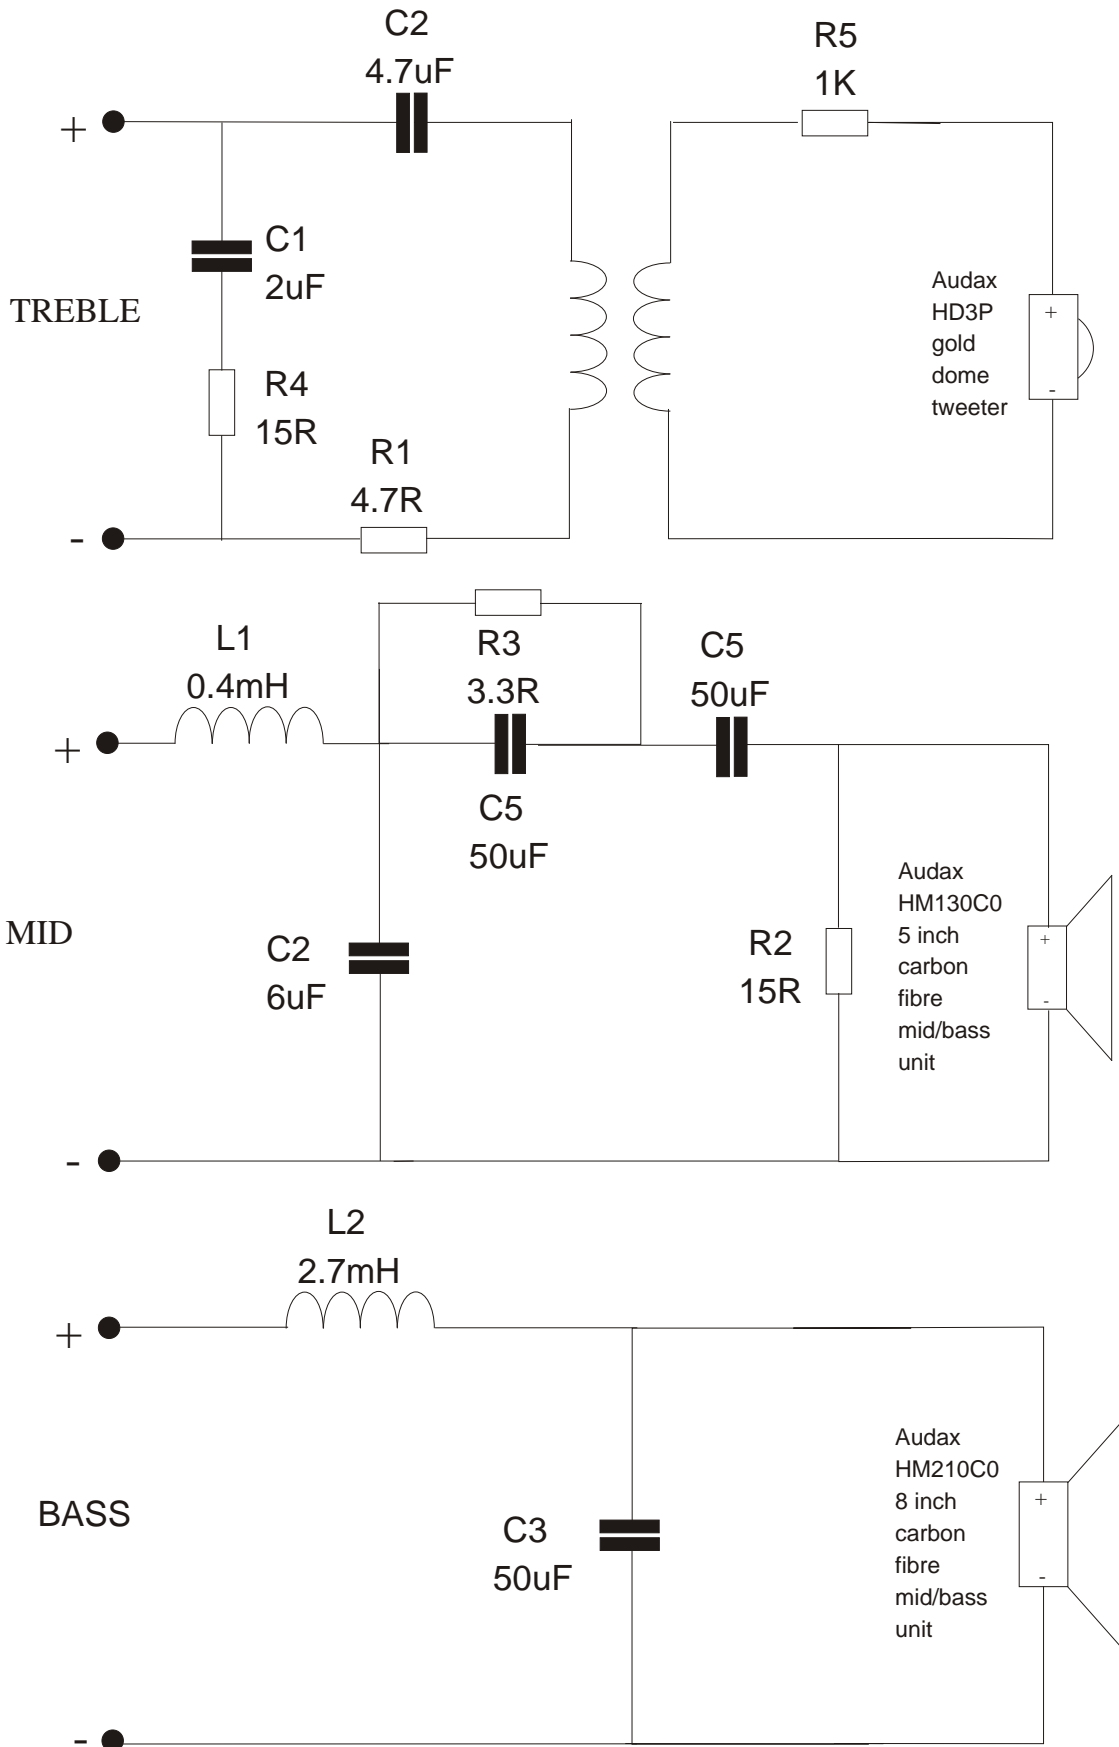 C2
4.7uF
R5
1K
+
C1
2uF
TREBLE
Audax
HD3P
gold
dome
tweeter
+
-
R4
15R
R1
4.7R
-
L1
0.4mH
R3
3.3R
C5
50uF
+
C5
50uF
MID
C2
6uF
R2
15R
Audax
HM130C0
5 inch
carbon
fibre
mid/bass
unit
+
-
-
L2
2.7mH
+
BASS
C3
50uF
Audax
HM210C0
8 inch
carbon
fibre
mid/bass
unit
+
-
-